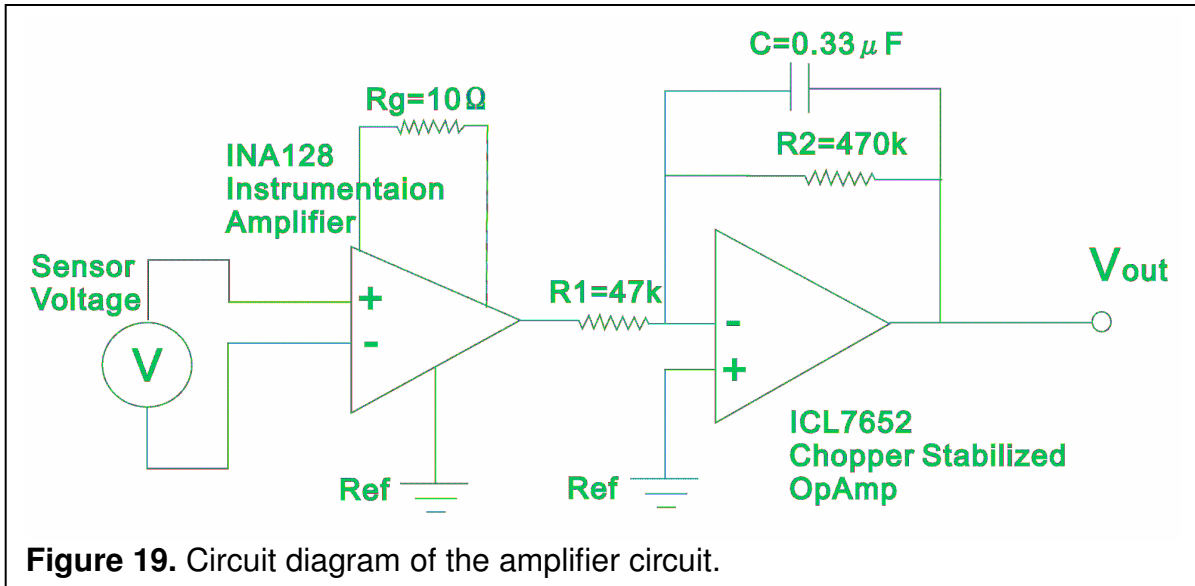 C=0.33μF
Rg=10Ω
R2=470k
INA128
Instrumentaion
Amplifier
Sensor
Voltage
V
+
-
R1=47k
-
+
Vout
Ref
Ref
ICL7652
Chopper Stabilized
OpAmp
Figure 19. Circuit diagram of the amplifier circuit.